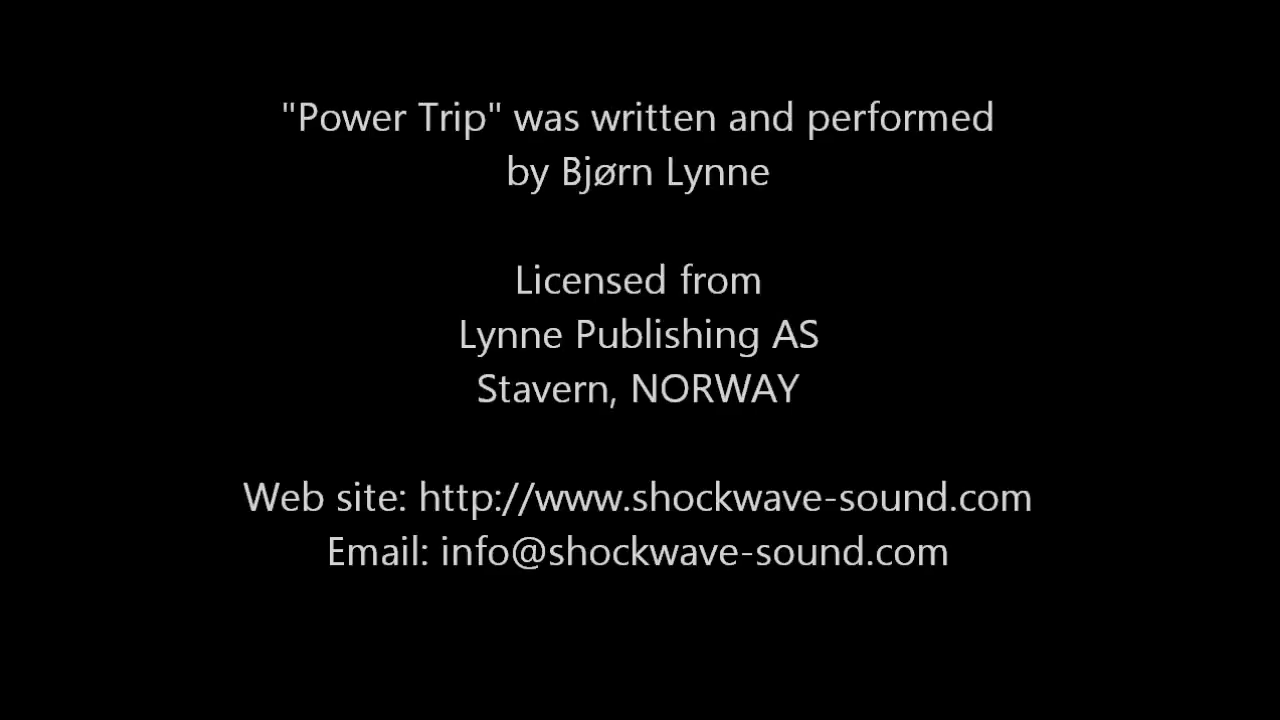 "Power Trip" was written and performed
by Bjørn Lynne
Licensed from
Lynne Publishing AS
Stavern, NORWAY
Web site: http://www.shockwave-sound.com
Email: info@shockwave-sound.com